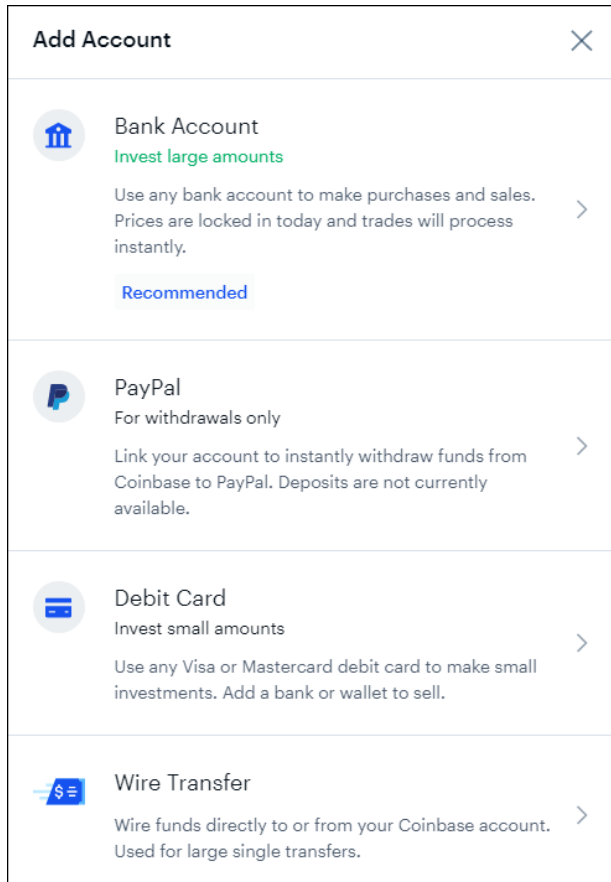 Add Account
Bank Account
Invest large amounts
Use any bank account to make purchases and sales.
Prices are locked in today and trades will process
instantly.
Recommended
PayPal
For withdrawals only
Link your account to instantly withdraw funds from
Coinbase to PayPal. Deposits are not currently
available.
Debit Card
Invest small amounts
Use any Visa or Mastercard debit card to make small
investments. Add a bank or wallet to sell.
$
Wire Transfer
Wire funds directly to or from your Coinbase account.
Used for large single transfers.